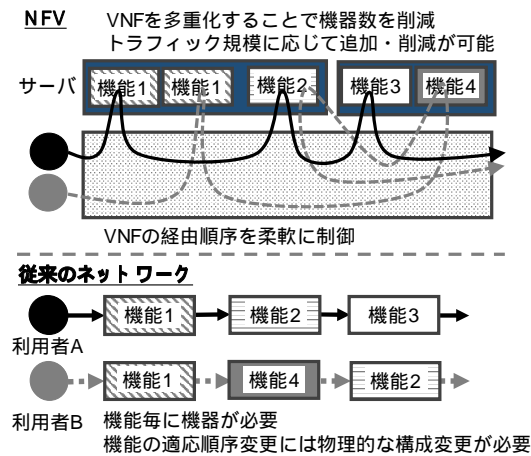 NFV
VNFを多重化することで機器数を削減
トラフィック規模に応じて追加・削減が可能
サーバ
機能1
機能1
機能2
機能3
機能4
VNFの経由順序を柔軟に制御
従来のネットワーク
機能1
機能2
機能3
利用者A
機能1
機能4
機能2
利用者B
機能毎に機器が必要
機能の適応順序変更には物理的な構成変更が必要